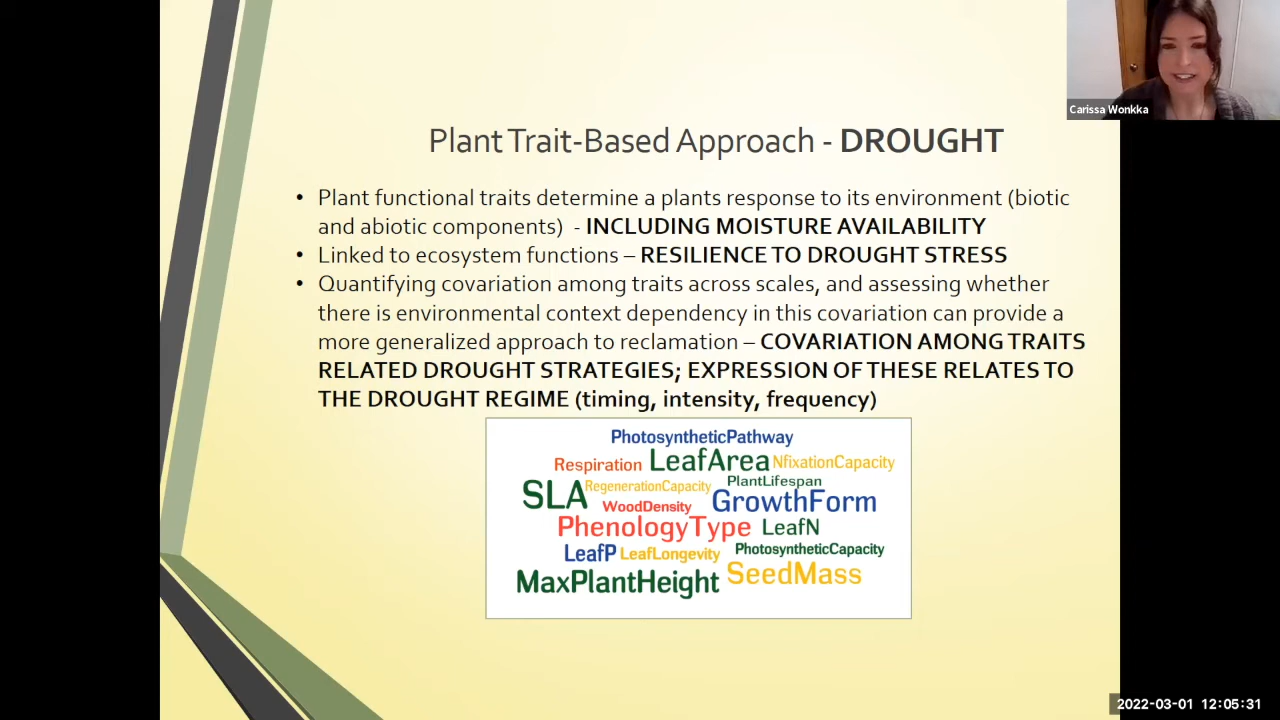 Carissa Wonkka
Plant Trait-Based Approach - DROUGHT
• Plant functional traits determine a plants response to its environment (biotic
and abiotic components) - INCLUDING MOISTURE AVAILABILITY
• Linked to ecosystem functions – RESILIENCE TO DROUGHT STRESS
• Quantifying covariation among traits across scales, and assessing whether
there is environmental context dependency in this covariation can provide a
more generalized approach to reclamation – COVARIATION AMONG TRAITS
RELATED DROUGHT STRATEGIES; EXPRESSION OF THESE RELATES TO
THE DROUGHT REGIME (timing, intensity, frequency)
PhotosyntheticPathway
Respiration LeafArea NfixationCapacity
SLA RegenerationCapacity PlantLifespan
WoodDensity GrowthForm
PhenologyType LeafN
LeafP LeafLongevity PhotosyntheticCapacity
MaxPlantHeight SeedMass
2022-03-01 12:05:31